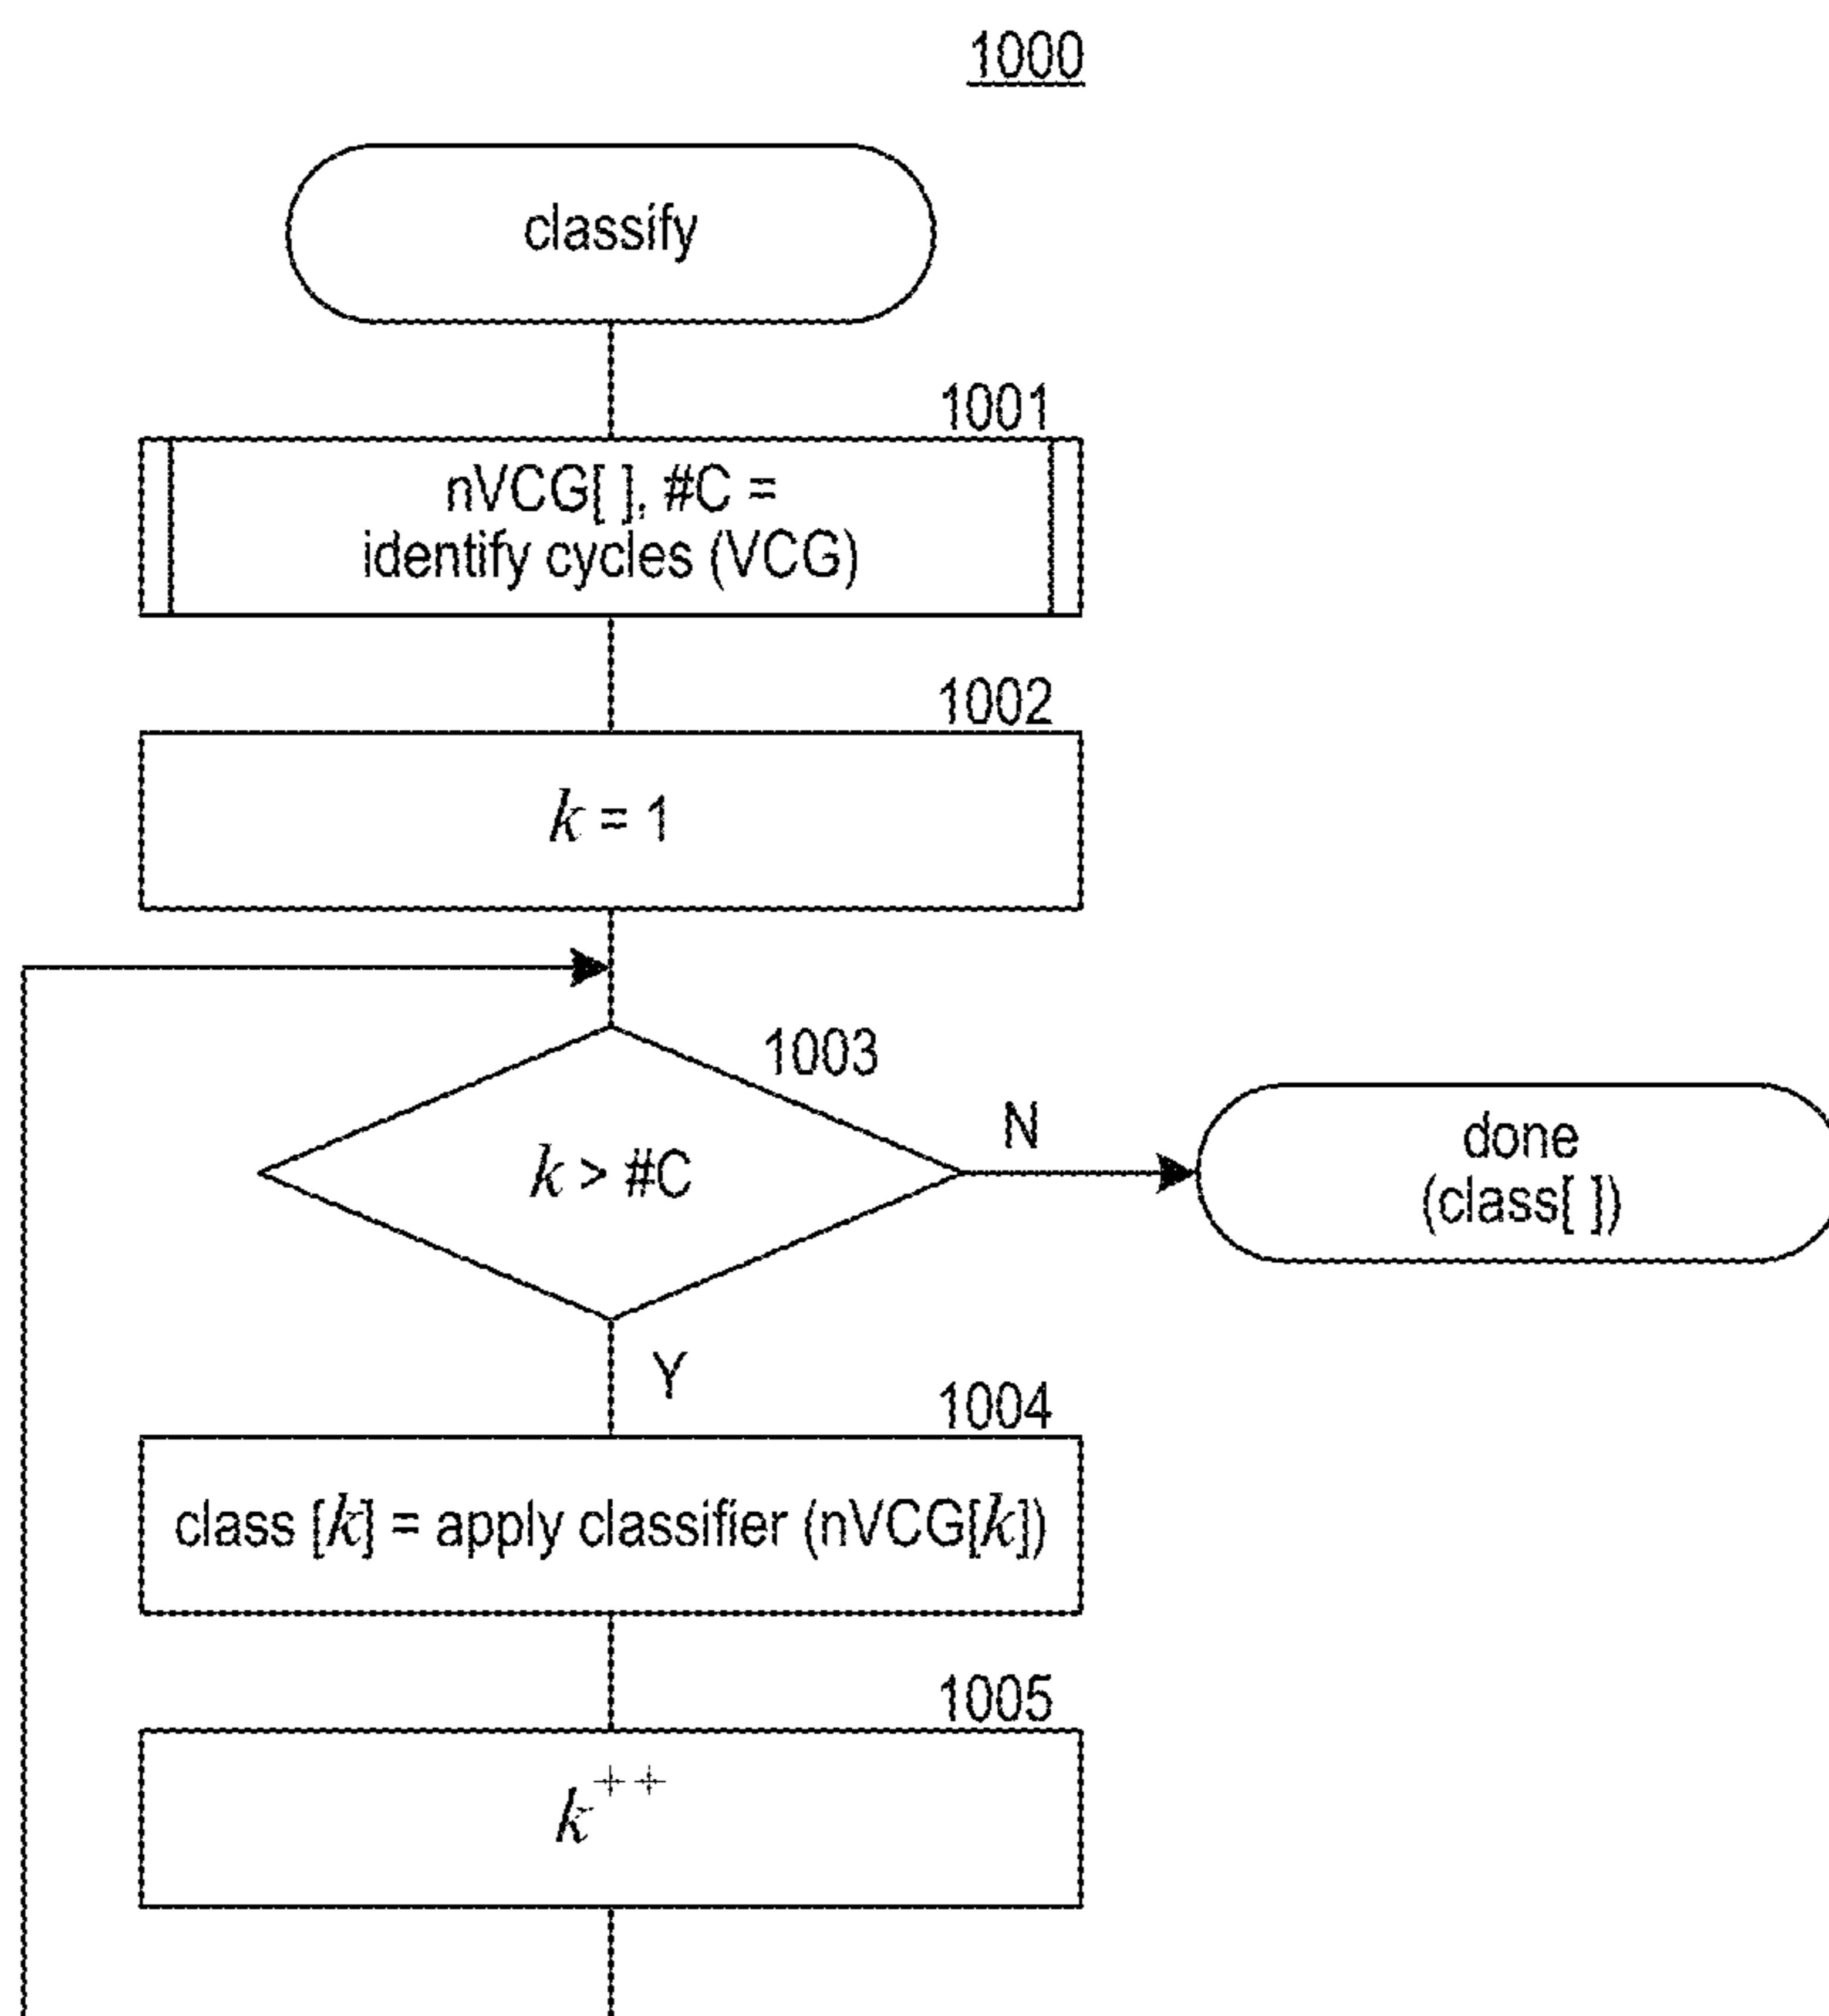 1000
classify
1001
nVCG[ ], #C =
identify cycles (VCG)
1002
k = 1
1003
k > #C
N
done
(class[ ])
Y
1004
class [k] = apply classifier (nVCG[k])
1005
k++